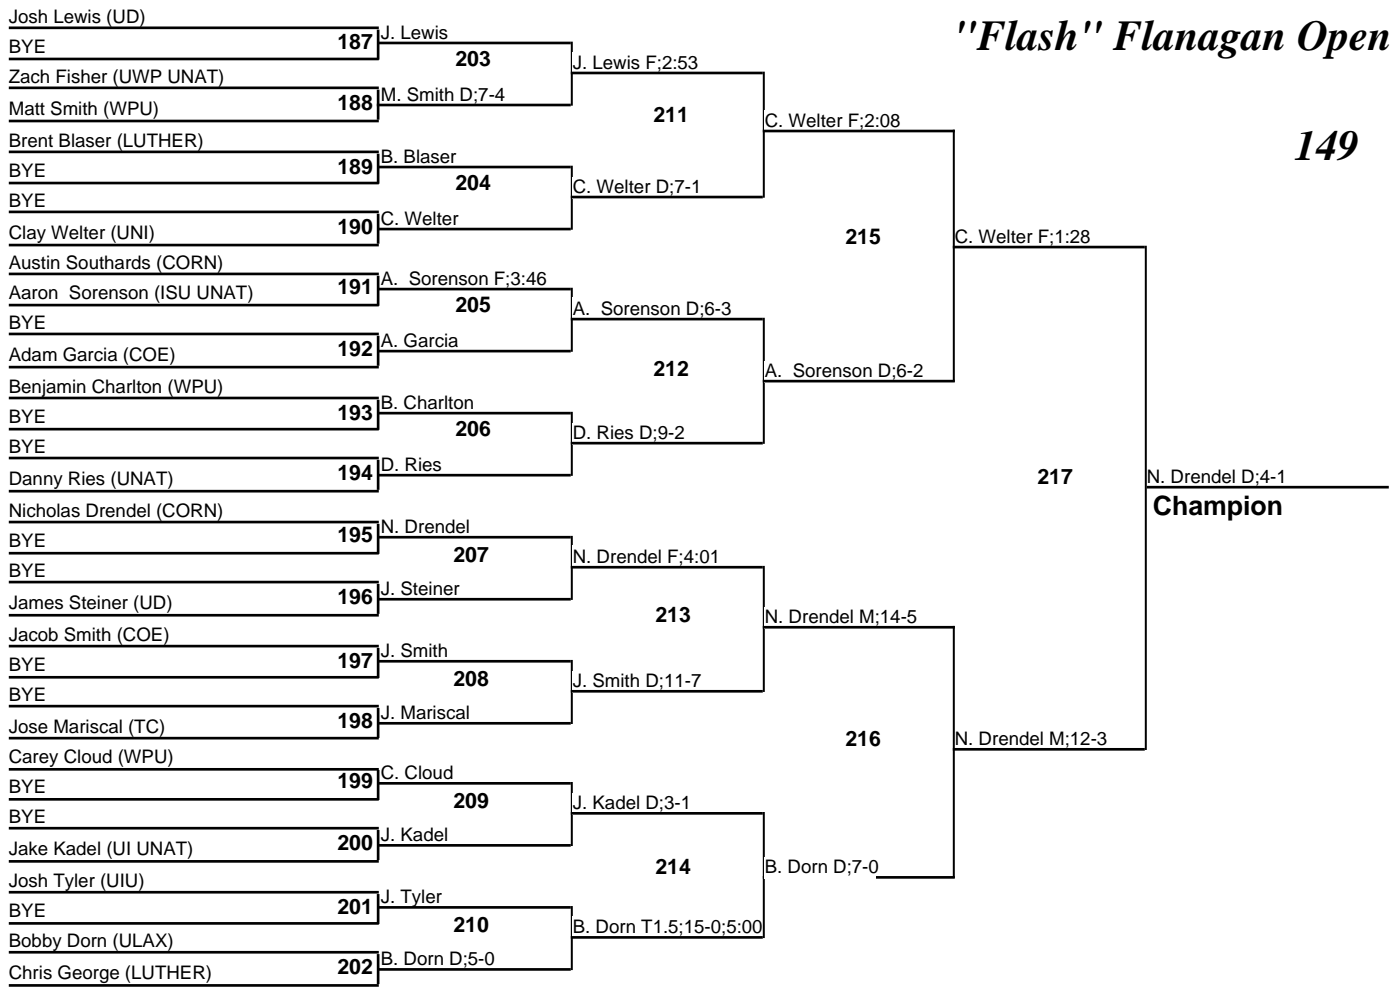 "Flash" Flanagan Open
149
Josh Lewis (UD)
BYE
Zach Fisher (UWP UNAT)
Matt Smith (WPU)
Brent Blaser (LUTHER)
BYE
BYE
Clay Welter (UNI)
Austin Southards (CORN)
Aaron Sorenson (ISU UNAT)
BYE
Adam Garcia (COE)
Benjamin Charlton (WPU)
BYE
BYE
Danny Ries (UNAT)
Nicholas Drendel (CORN)
BYE
BYE
James Steiner (UD)
Jacob Smith (COE)
BYE
BYE
Jose Mariscal (TC)
Carey Cloud (WPU)
BYE
BYE
Jake Kadel (UI UNAT)
Josh Tyler (UIU)
BYE
Bobby Dorn (ULAX)
Chris George (LUTHER)
187
188
189
190
191
192
193
194
195
196
197
198
199
200
201
202
J. Lewis
M. Smith D;7-4
B. Blaser
C. Welter
A. Sorenson F;3:46
A. Garcia
B. Charlton
D. Ries
N. Drendel
J. Steiner
J. Smith
J. Mariscal
C. Cloud
J. Kadel
J. Tyler
B. Dorn D;5-0
203
204
205
206
207
208
209
210
J. Lewis F;2:53
C. Welter D;7-1
A. Sorenson D;6-3
D. Ries D;9-2
N. Drendel F;4:01
J. Smith D;11-7
J. Kadel D;3-1
B. Dorn T1.5;15-0;5:00
211
212
213
214
C. Welter F;2:08
A. Sorenson D;6-2
N. Drendel M;14-5
B. Dorn D;7-0
215
216
C. Welter F;1:28
N. Drendel M;12-3
217
N. Drendel D;4-1
Champion